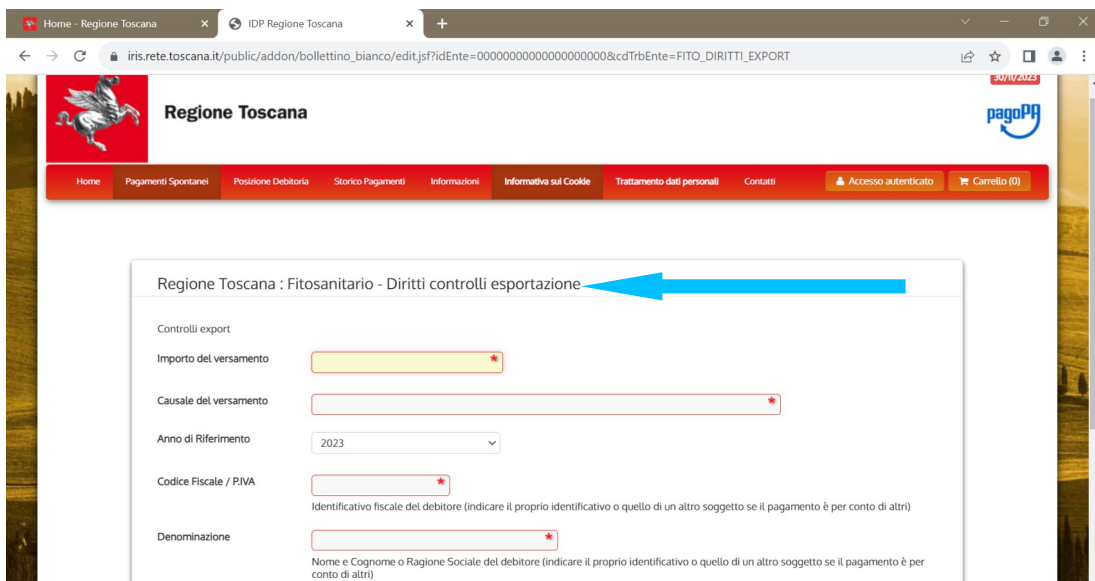 Home - Regione Toscana
IDP Regione Toscana
iris.rete.toscana.it/public/addon/bollettino_bianco/edit.jsf?idEnte=00000000000000000000&cdTrbEnte=FITO_DIRITTI_EXPORT
30/11/2023
Regione Toscana
pagoPA
Home Pagamenti Spontanei Posizione Debitoria Storico Pagamenti Informazioni Informativa sui Cookie Trattamento dati personali Contatti Accesso autenticato Carrello (0)
Regione Toscana : Fitosanitario - Diritti controlli esportazione
Controlli export
Importo del versamento *
Causale del versamento *
Anno di Riferimento 2023
Codice Fiscale / P.IVA *
Identificativo fiscale del debitore (indicare il proprio identificativo o quello di un altro soggetto se il pagamento è per conto di altri)
Denominazione *
Nome e Cognome o Ragione Sociale del debitore (indicare il proprio identificativo o quello di un altro soggetto se il pagamento è per
conto di altri)